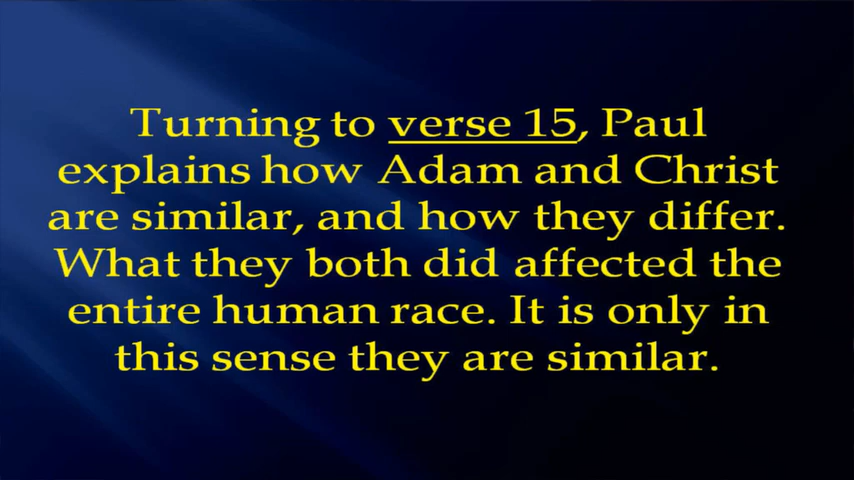 Turning to verse 15, Paul
explains how Adam and Christ
are similar, and how they differ.
What they both did affected the
entire human race. It is only in
this sense they are similar.